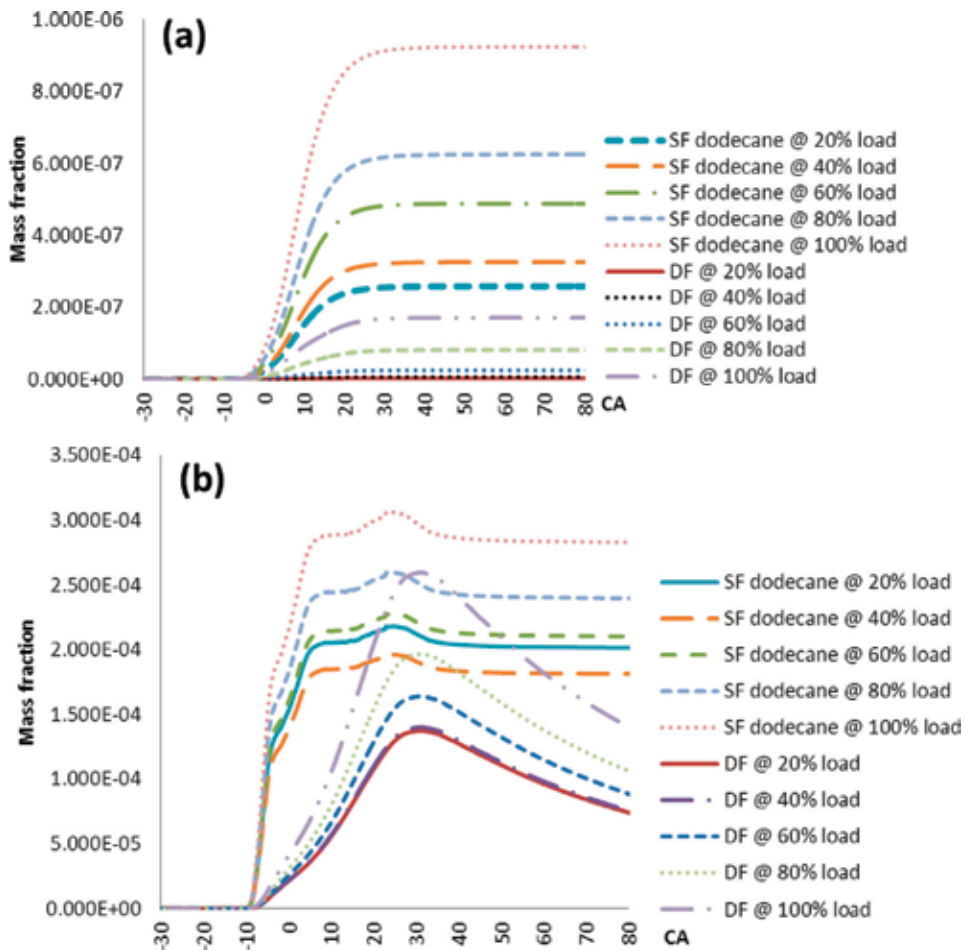 (a)
Mass fraction
1.000E-06
8.000E-07
6.000E-07
4.000E-07
2.000E-07
0.000E+00
-30
-20
-10
0
10
20
30
40
50
60
70
80
CA
SF dodecane @ 20% load
SF dodecane @ 40% load
SF dodecane @ 60% load
SF dodecane @ 80% load
SF dodecane @ 100% load
DF @ 20% load
DF @ 40% load
DF @ 60% load
DF @ 80% load
DF @ 100% load
(b)
Mass fraction
3.500E-04
3.000E-04
2.500E-04
2.000E-04
1.500E-04
1.000E-04
5.000E-05
0.000E+00
-30
-20
-10
0
10
20
30
40
50
60
70
80
CA
SF dodecane @ 20% load
SF dodecane @ 40% load
SF dodecane @ 60% load
SF dodecane @ 80% load
SF dodecane @ 100% load
DF @ 20% load
DF @ 40% load
DF @ 60% load
DF @ 80% load
DF @ 100% load